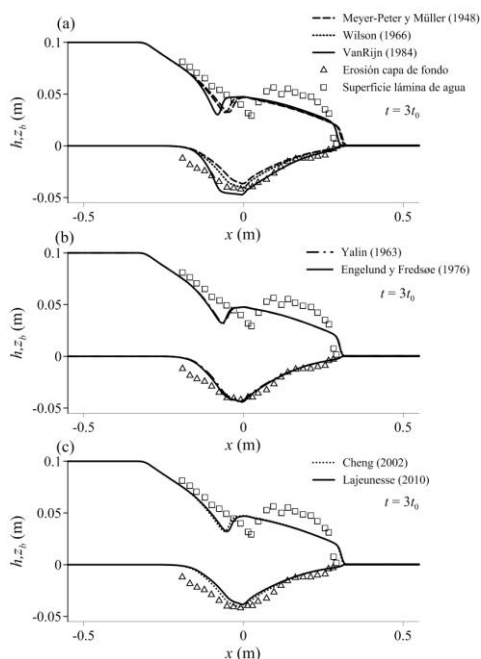 (a)
Meyer-Peter y Müller (1948)
Wilson (1966)
VanRijn (1984)
Erosión capa de fondo
Superficie lámina de agua
t = 3t₀
0.1
0.05
0
-0.05
h,z_b (m)
-0.5
0
0.5
x (m)
(b)
Yalin (1963)
Engelund y Fredsøe (1976)
t = 3t₀
0.1
0.05
0
-0.05
h,z_b (m)
-0.5
0
0.5
x (m)
(c)
Cheng (2002)
Lajeunesse (2010)
t = 3t₀
0.1
0.05
0
-0.05
h,z_b (m)
-0.5
0
0.5
x (m)